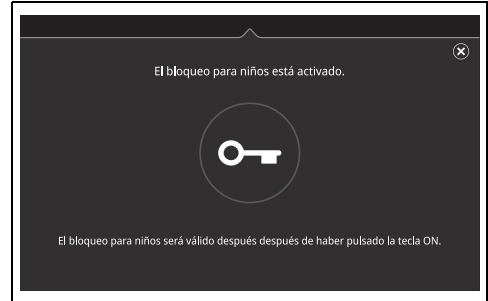 El bloqueo para niños está activado.
El bloqueo para niños será válido después después de haber pulsado la tecla ON.